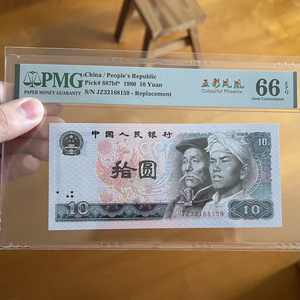 PMG
PAPER MONEY GUARANTY
China / People's Republic
Pick# 887bf* 1980 10 Yuan
S/N JZ32168159 - Replacement
五彩凤凰
Colourful Phoenix
66 EPQ
Gem Uncirculated
中国人民银行
10
拾圆
JZ32168159
10
10